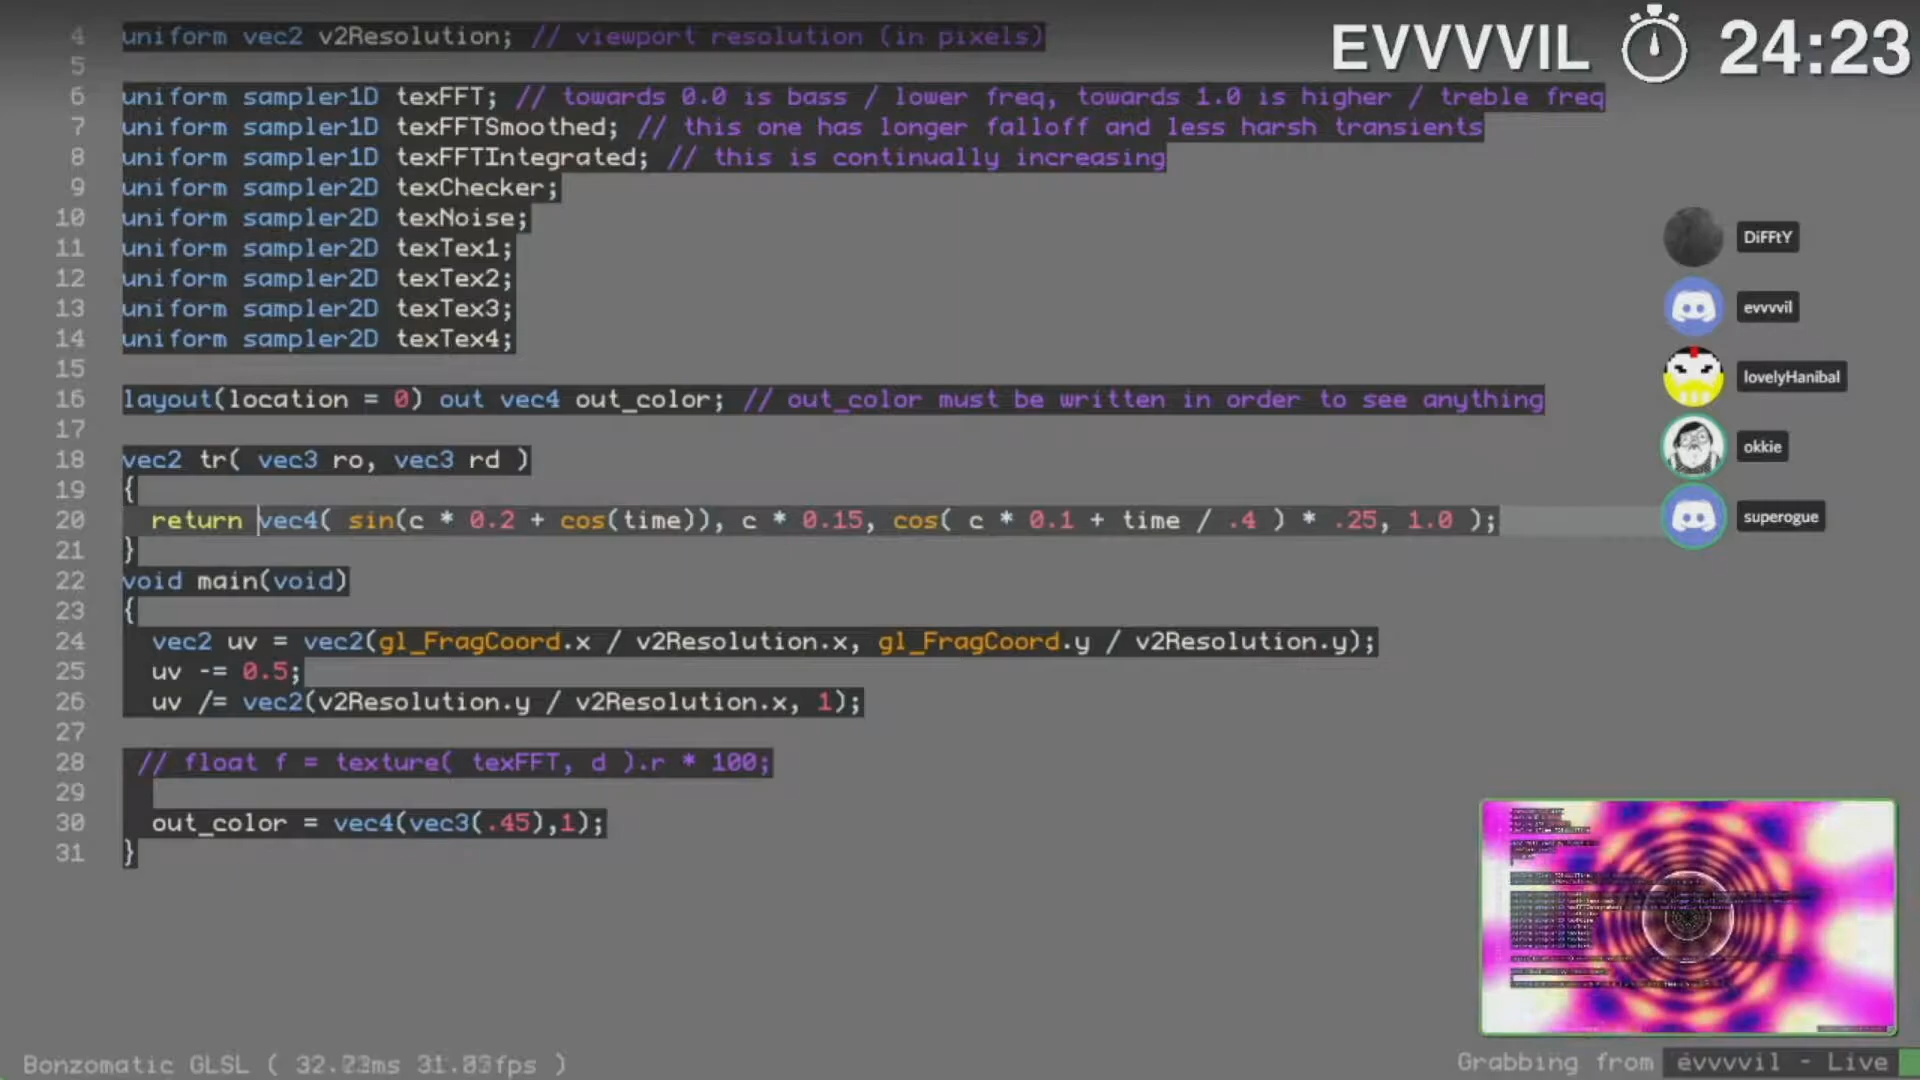 EVVVVIL 24:23
4 uniform vec2 v2Resolution; // viewport resolution (in pixels)
5
6 uniform sampler1D texFFT; // towards 0.0 is bass / lower freq, towards 1.0 is higher / treble freq
7 uniform sampler1D texFFTSmoothed; // this one has longer falloff and less harsh transients
8 uniform sampler1D texFFTIntegrated; // this is continually increasing
9 uniform sampler2D texChecker;
10 uniform sampler2D texNoise;
11 uniform sampler2D texTex1;
12 uniform sampler2D texTex2;
13 uniform sampler2D texTex3;
14 uniform sampler2D texTex4;
15
16 layout(location = 0) out vec4 out_color; // out_color must be written in order to see anything
17
18 vec2 tr( vec3 ro, vec3 rd )
19 {
20 return vec4( sin(c * 0.2 + cos(time)), c * 0.15, cos( c * 0.1 + time / .4 ) * .25, 1.0 );
21 }
22 void main(void)
23 {
24 vec2 uv = vec2(gl_FragCoord.x / v2Resolution.x, gl_FragCoord.y / v2Resolution.y);
25 uv -= 0.5;
26 uv /= vec2(v2Resolution.y / v2Resolution.x, 1);
27
28 // float f = texture( texFFT, d ).r * 100;
29
30 out_color = vec4(vec3(.45),1);
31 }
DiFFtY
evvvvil
lovelyHanibal
okkie
superogue
Bonzomatic GLSL ( fps )
Grabbing from evvvvil - Live